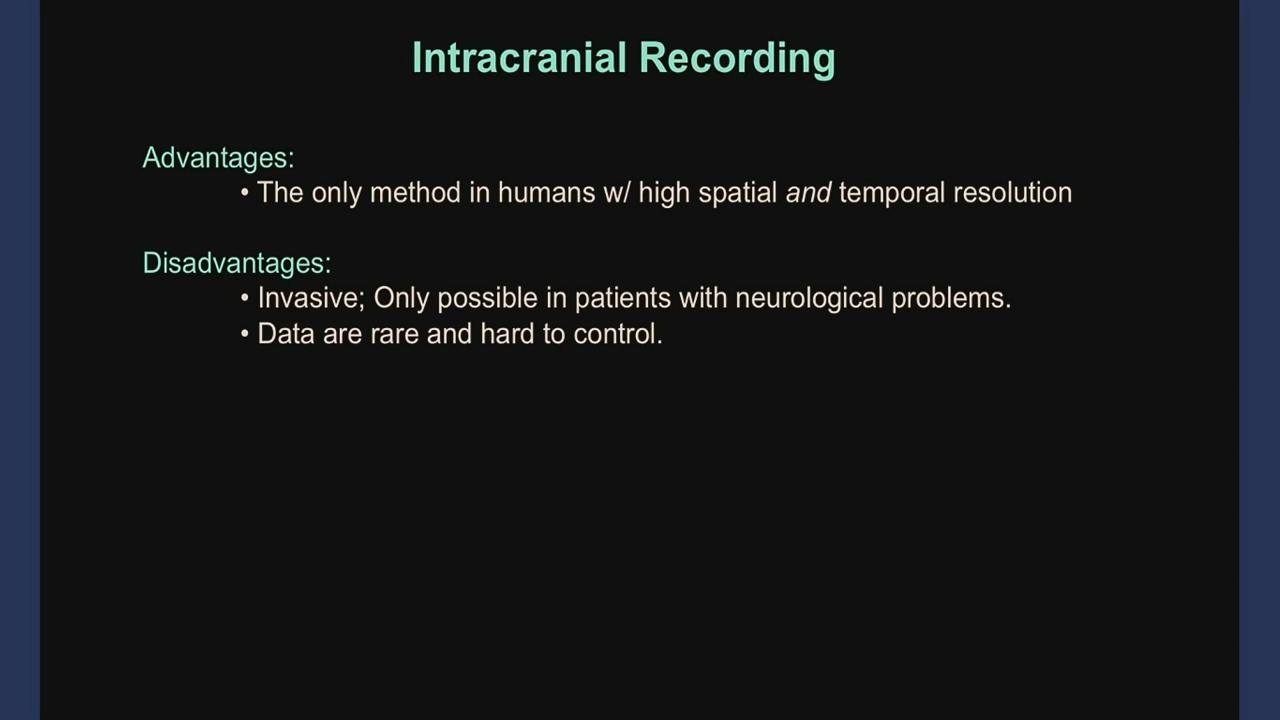 Intracranial Recording
Advantages:
• The only method in humans w/ high spatial and temporal resolution
Disadvantages:
• Invasive; Only possible in patients with neurological problems.
• Data are rare and hard to control.